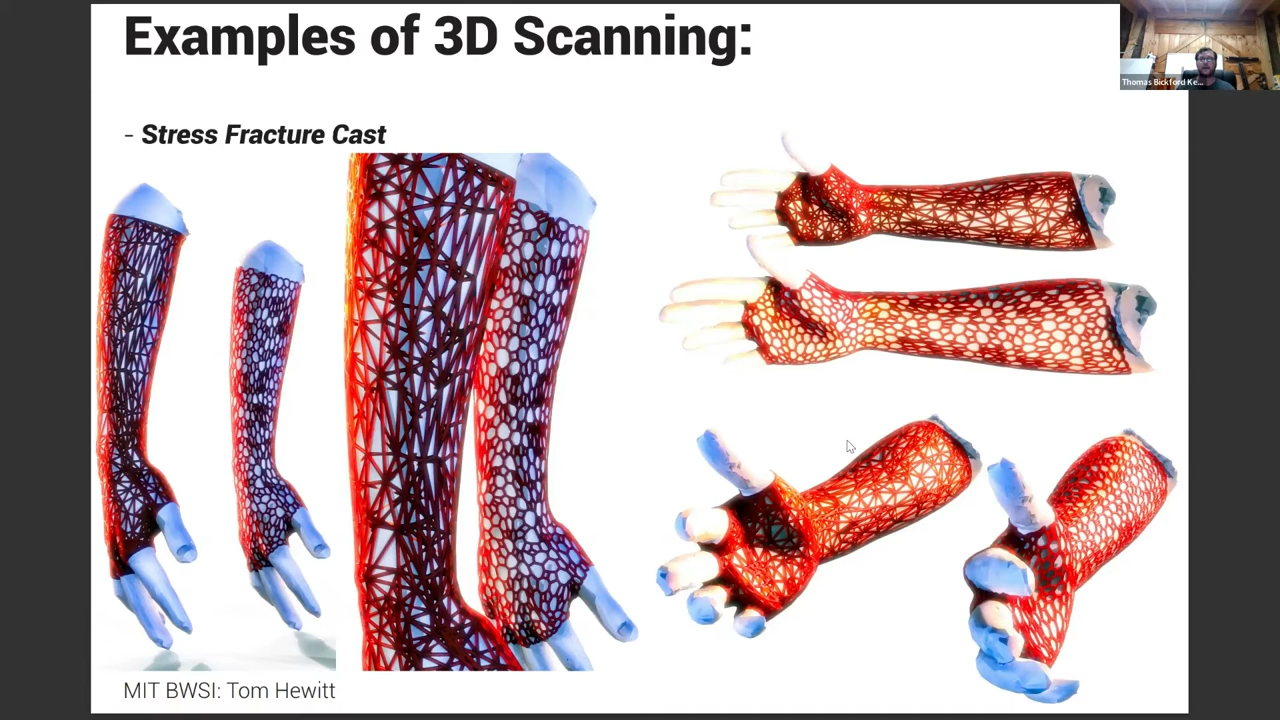 Examples of 3D Scanning:
Thomas Bickford Ke...
- Stress Fracture Cast
MIT BWSI: Tom Hewitt